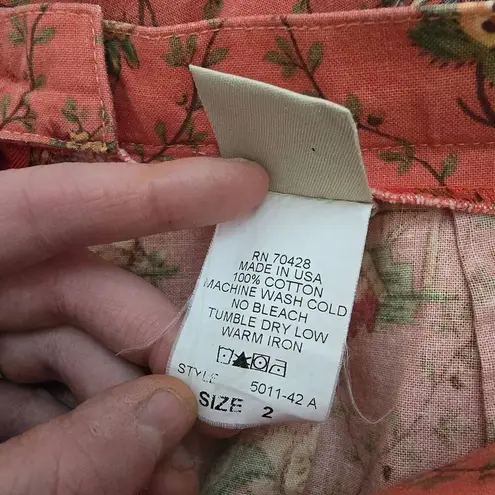 RN 70428
MADE IN USA
100% COTTON
MACHINE WASH COLD
NO BLEACH
TUMBLE DRY LOW
WARM IRON
STYLE 5011-42 A
SIZE 2